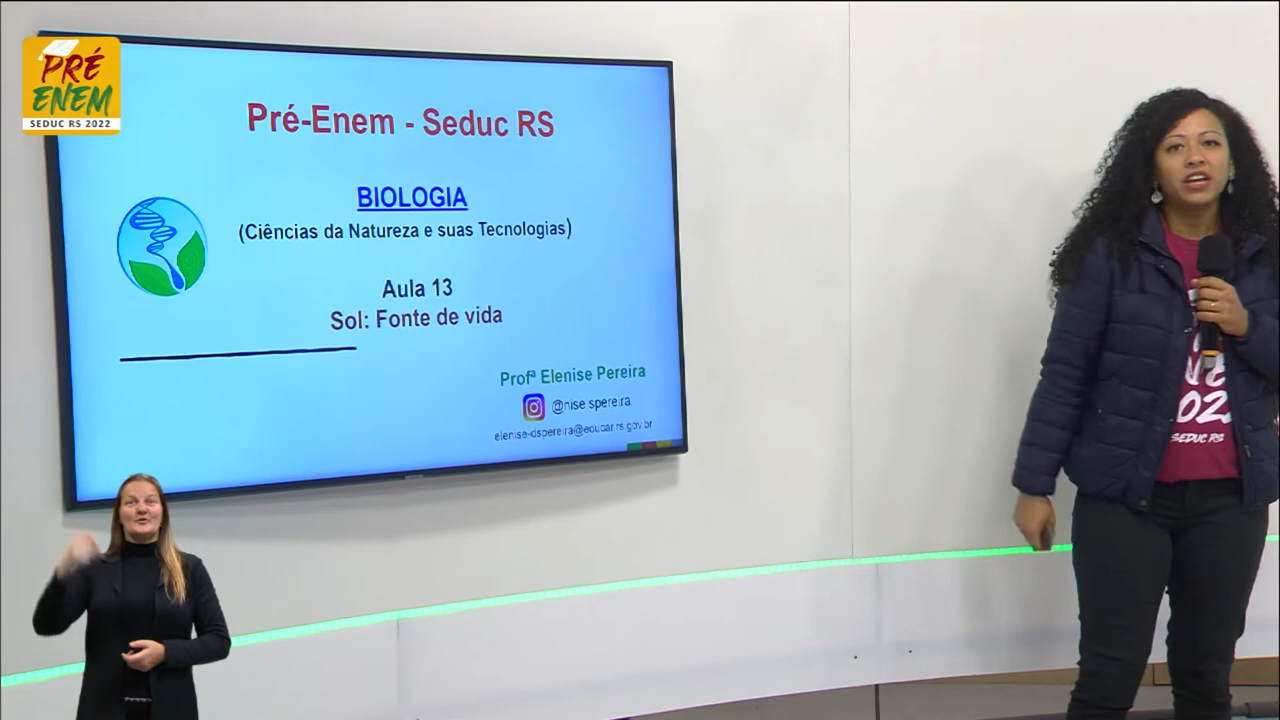 PRÉ
ENEM
SEDUC RS 2022
Pré-Enem - Seduc RS
BIOLOGIA
(Ciências da Natureza e suas Tecnologias)
Aula 13
Sol: Fonte de vida
Profª Elenise Pereira
@nise.spereira
elenise-dspereira@educar.rs.gov.br
SEDUC RS